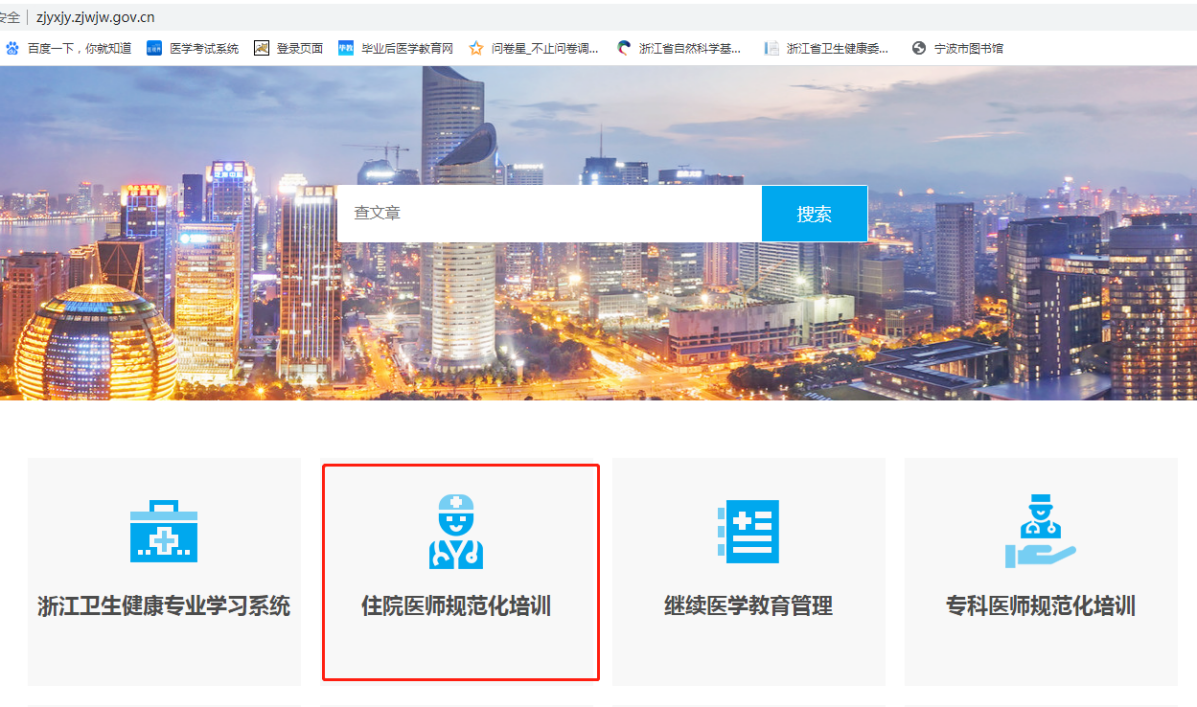 安全 | zjyxjy.zjwjw.gov.cn
百度一下，你就知道 医学考试系统 登录页面 毕业后医学教育网 问卷星_不止问卷调... 浙江省自然科学基... 浙江省卫生健康委... 宁波市图书馆
查文章 搜索
浙江卫生健康专业学习系统 住院医师规范化培训 继续医学教育管理 专科医师规范化培训